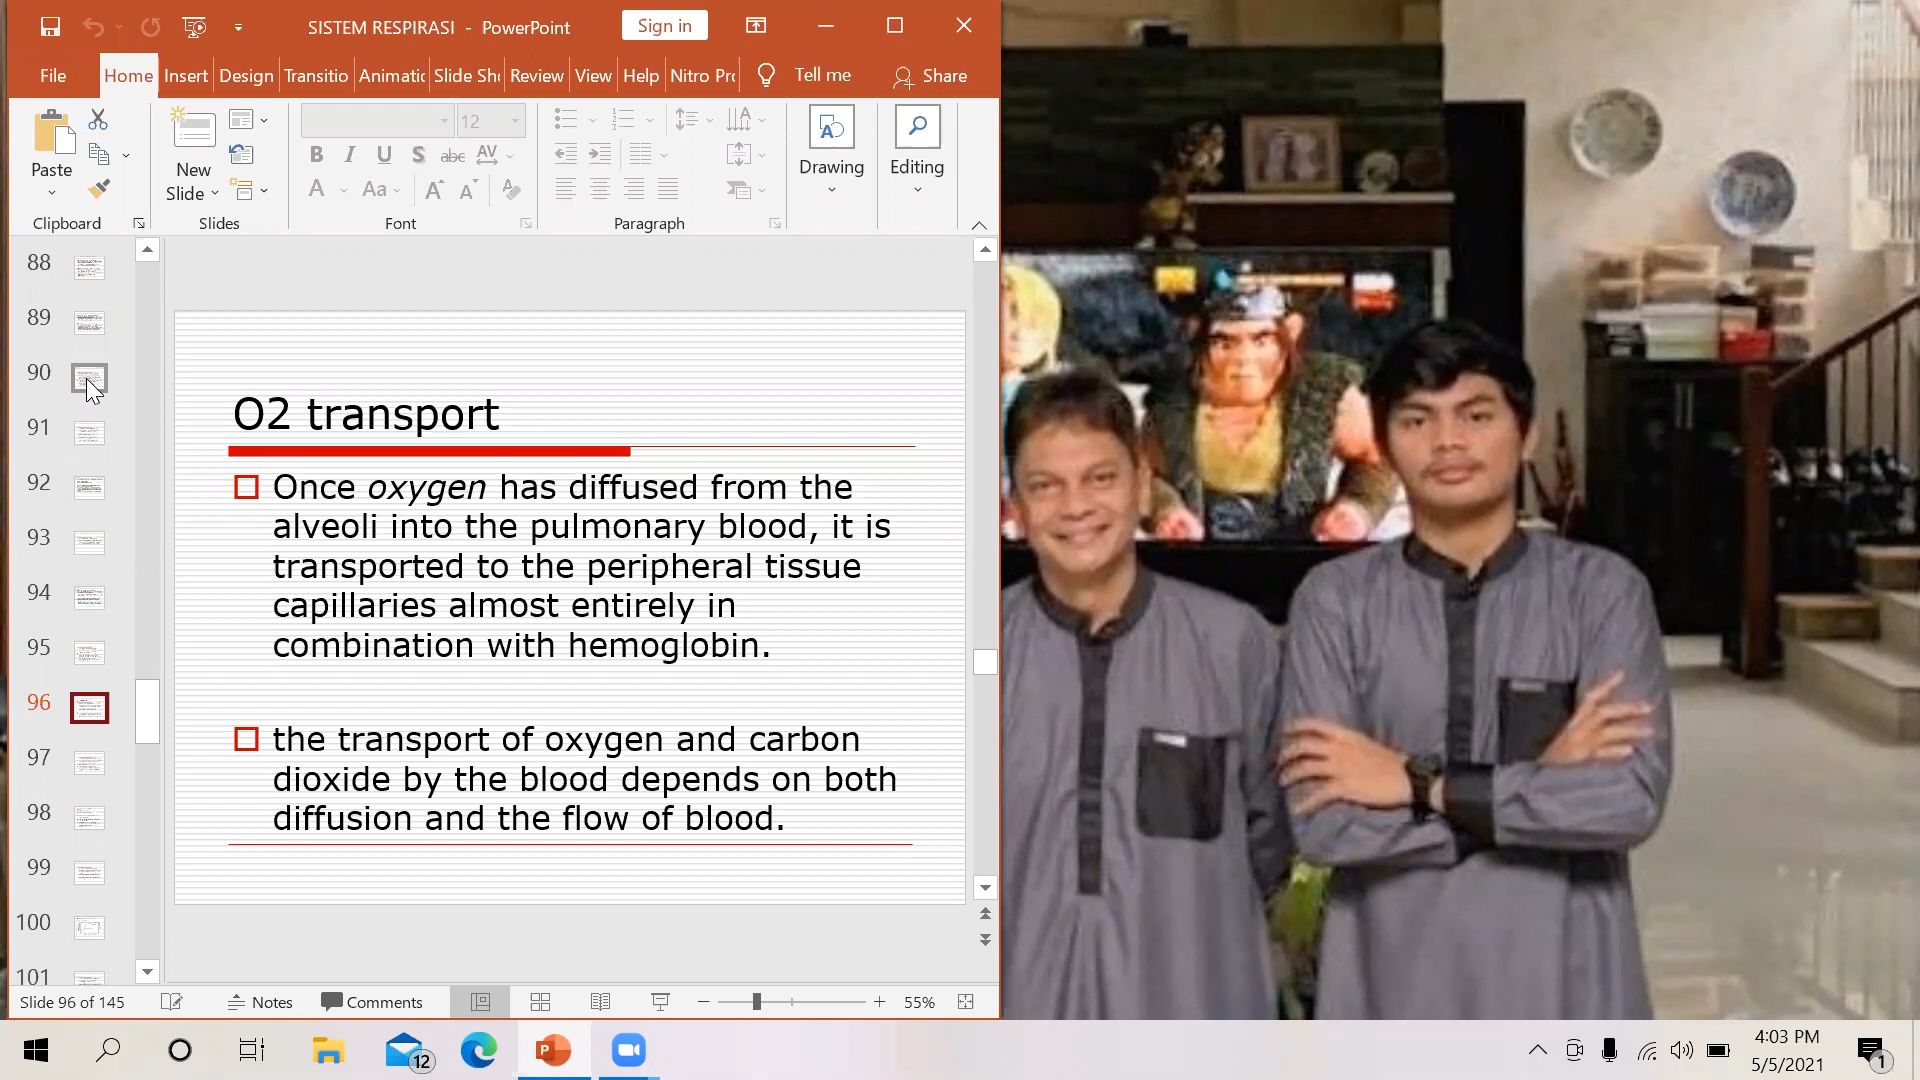 SISTEM RESPIRASI - PowerPoint
Sign in
File
Home
Insert
Design
Transitio
Animatic
Slide Sh
Review
View
Help
Nitro Pr
Tell me
Share
Paste
New
Slide
12
B I U S abc AV
A Aa A A
Drawing
Editing
Clipboard
Slides
Font
Paragraph
88
89
90
91
92
93
94
95
96
97
98
99
100
101
O2 transport
Once oxygen has diffused from the
alveoli into the pulmonary blood, it is
transported to the peripheral tissue
capillaries almost entirely in
combination with hemoglobin.
the transport of oxygen and carbon
dioxide by the blood depends on both
diffusion and the flow of blood.
Slide 96 of 145
Notes
Comments
55%
12
4:03 PM
5/5/2021
1